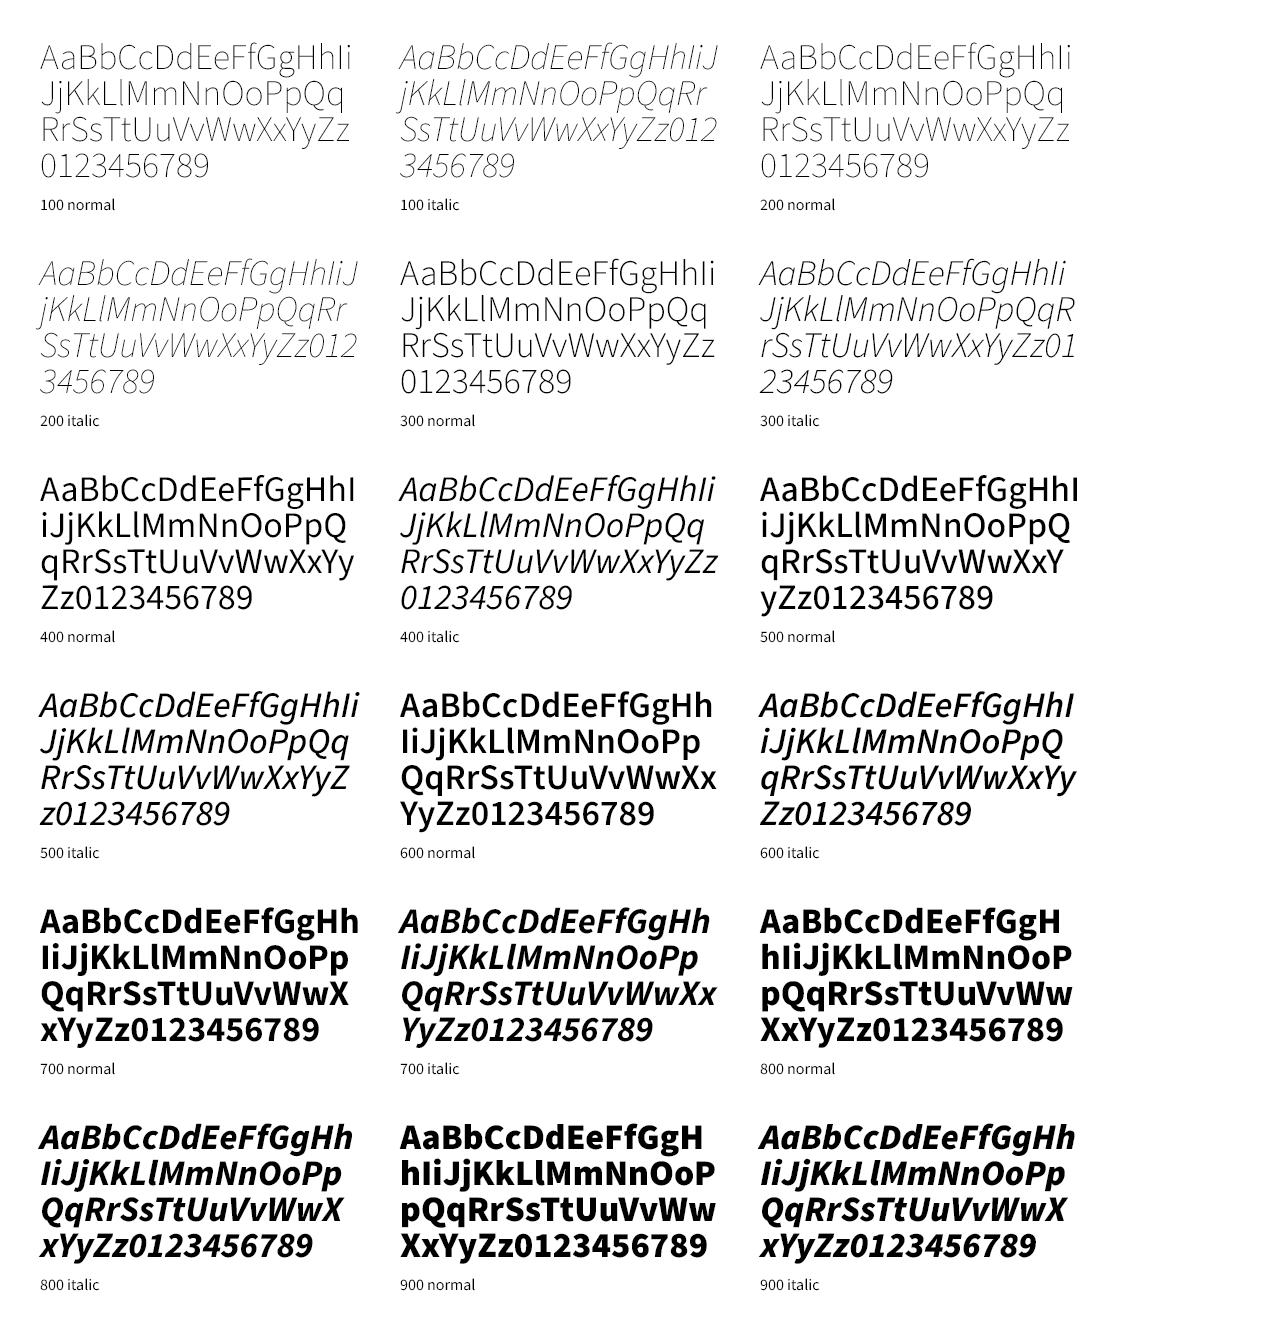 AaBbCcDdEeFfGgHhIi
JjKkLlMmNnOoPpQq
RrSsTtUuVvWwXxYyZz
0123456789
100 normal
AaBbCcDdEeFfGgHhIiJ
jKkLlMmNnOoPpQqRr
SsTtUuVvWwXxYyZz012
3456789
100 italic
AaBbCcDdEeFfGgHhIi
JjKkLlMmNnOoPpQq
RrSsTtUuVvWwXxYyZz
0123456789
200 normal
AaBbCcDdEeFfGgHhIiJ
jKkLlMmNnOoPpQqRr
SsTtUuVvWwXxYyZz012
3456789
200 italic
AaBbCcDdEeFfGgHhIi
JjKkLlMmNnOoPpQq
RrSsTtUuVvWwXxYyZz
0123456789
300 normal
AaBbCcDdEeFfGgHhIi
JjKkLlMmNnOoPpQqR
rSsTtUuVvWwXxYyZz01
23456789
300 italic
AaBbCcDdEeFfGgHhI
iJjKkLlMmNnOoPpQ
qRrSsTtUuVvWwXxYy
Zz0123456789
400 normal
AaBbCcDdEeFfGgHhIi
JjKkLlMmNnOoPpQq
RrSsTtUuVvWwXxYyZz
0123456789
400 italic
AaBbCcDdEeFfGgHhI
iJjKkLlMmNnOoPpQ
qRrSsTtUuVvWwXxY
yZz0123456789
500 normal
AaBbCcDdEeFfGgHhIi
JjKkLlMmNnOoPpQq
RrSsTtUuVvWwXxYyZ
z0123456789
500 italic
AaBbCcDdEeFfGgHh
IiJjKkLlMmNnOoPp
QqRrSsTtUuVvWwXx
YyZz0123456789
600 normal
AaBbCcDdEeFfGgHhI
iJjKkLlMmNnOoPpQ
qRrSsTtUuVvWwXxYy
Zz0123456789
600 italic
AaBbCcDdEeFfGgHh
IiJjKkLlMmNnOoPp
QqRrSsTtUuVvWwX
xYyZz0123456789
700 normal
AaBbCcDdEeFfGgHh
IiJjKkLlMmNnOoPp
QqRrSsTtUuVvWwXx
YyZz0123456789
700 italic
AaBbCcDdEeFfGgH
hIiJjKkLlMmNnOoP
pQqRrSsTtUuVvWw
XxYyZz0123456789
800 normal
AaBbCcDdEeFfGgHh
IiJjKkLlMmNnOoPp
QqRrSsTtUuVvWwX
xYyZz0123456789
800 italic
AaBbCcDdEeFfGgH
hIiJjKkLlMmNnOoP
pQqRrSsTtUuVvWw
XxYyZz0123456789
900 normal
AaBbCcDdEeFfGgHh
IiJjKkLlMmNnOoPp
QqRrSsTtUuVvWwX
xYyZz0123456789
900 italic